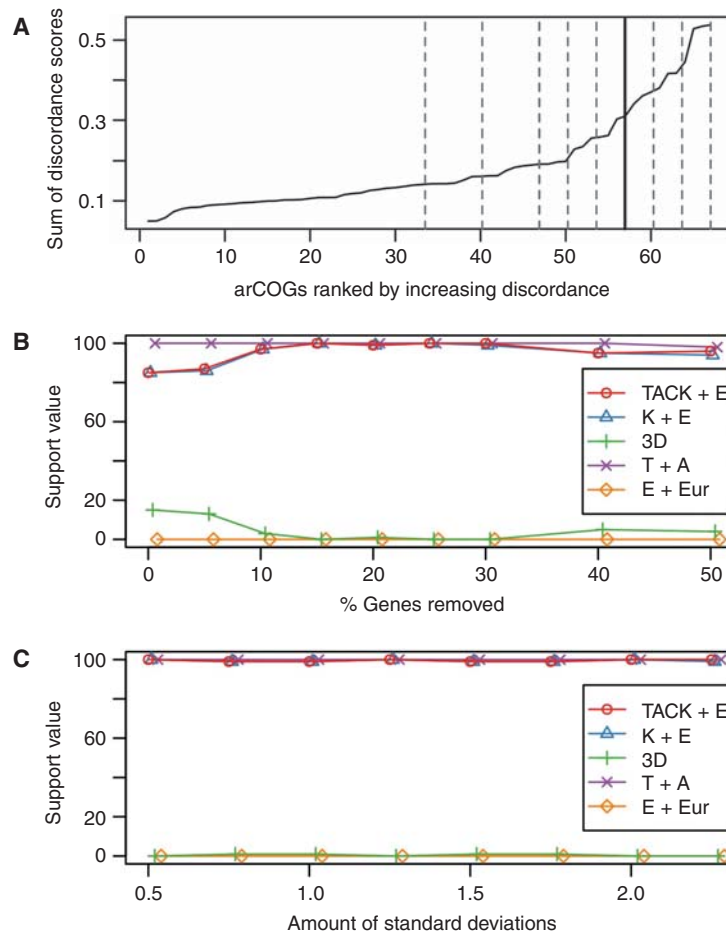 A
Sum of discordance scores
0.5
0.3
0.1
0 10 20 30 40 50 60
arCOGs ranked by increasing discordance
B
Support value
100
60
20
0
TACK + E
K + E
3D
T + A
E + Eur
0 10 20 30 40 50
% Genes removed
C
Support value
100
60
20
0
TACK + E
K + E
3D
T + A
E + Eur
0.5 1.0 1.5 2.0
Amount of standard deviations